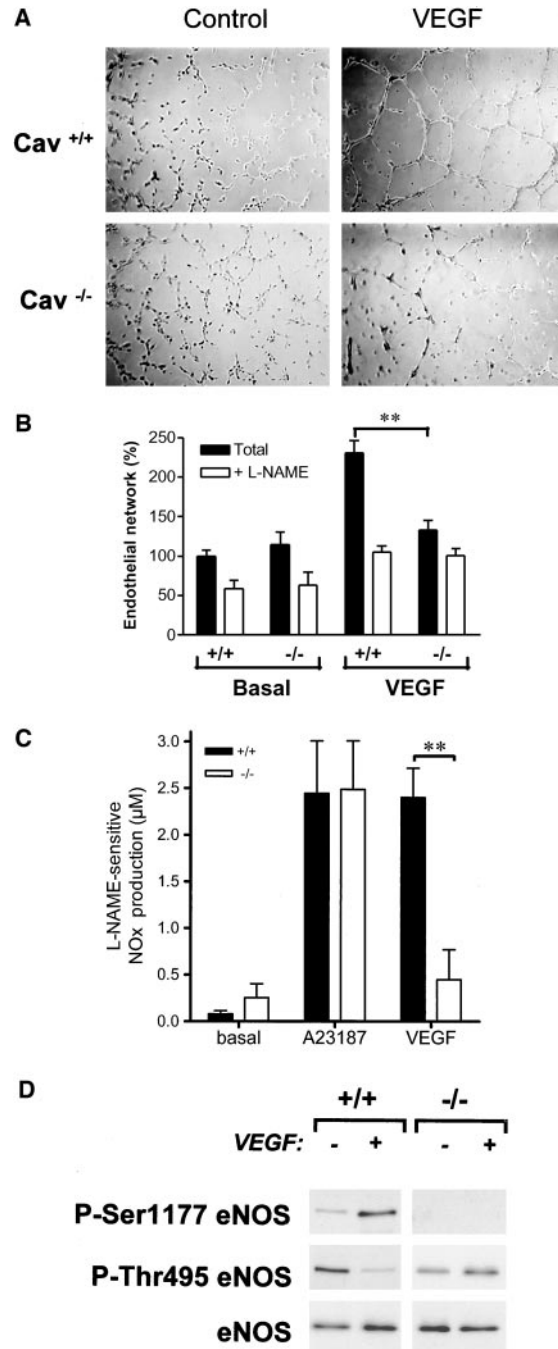 A
Control VEGF
Cav +/+
Cav -/-
B
**
Total
+ L-NAME
Endothelial network (%)
250
200
150
100
50
0
+/+ -/- +/+ -/-
Basal VEGF
C
+/+
-/-
**
L-NAME-sensitive
NOx production (µM)
3.0
2.5
2.0
1.5
1.0
0.5
0.0
basal A23187 VEGF
D
+/+ -/-
VEGF: - + - +
P-Ser1177 eNOS
P-Thr495 eNOS
eNOS